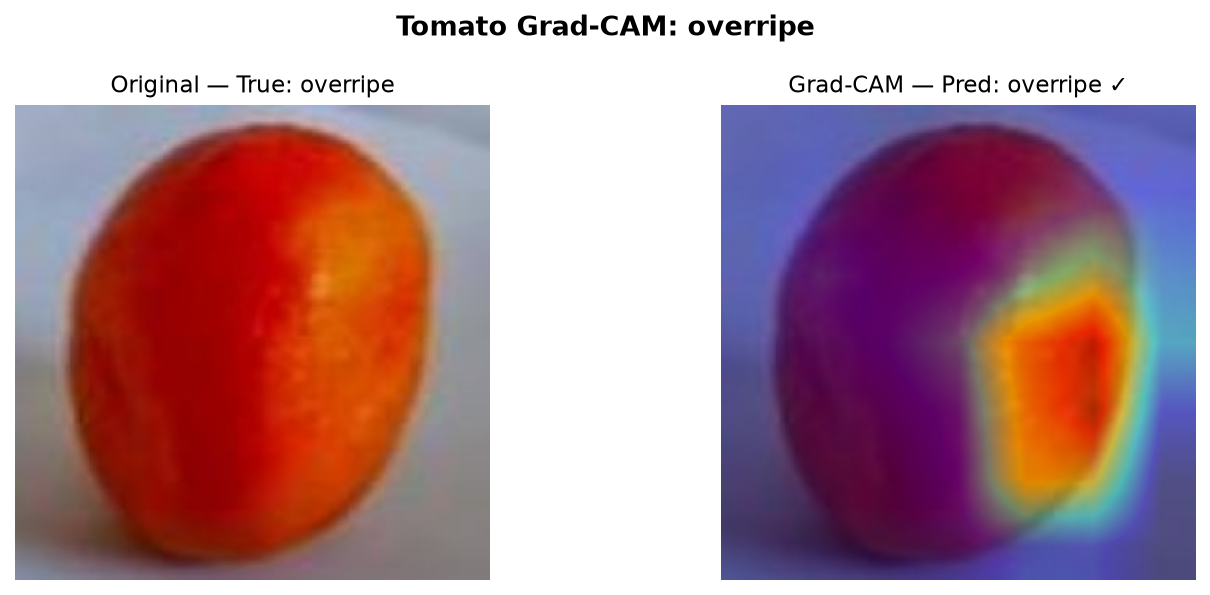 Tomato Grad-CAM: overripe
Original — True: overripe
Grad-CAM — Pred: overripe ✓